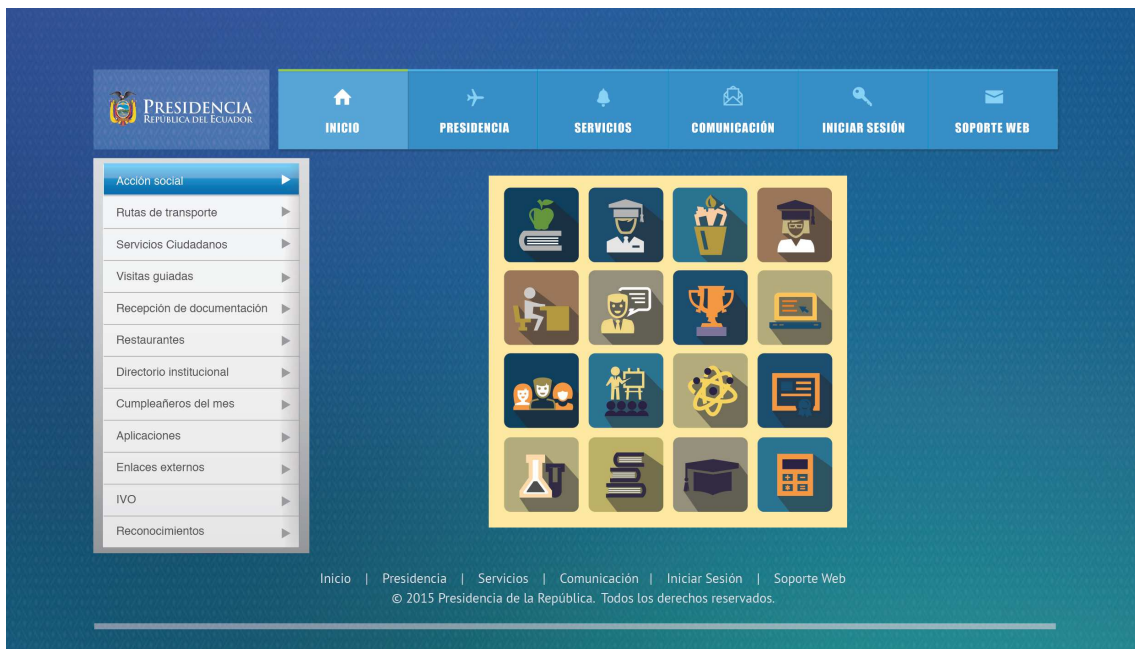 PRESIDENCIA
REPÚBLICA DEL ECUADOR
INICIO
PRESIDENCIA
SERVICIOS
COMUNICACIÓN
INICIAR SESIÓN
SOPORTE WEB
Acción social
Rutas de transporte
Servicios Ciudadanos
Visitas guiadas
Recepción de documentación
Restaurantes
Directorio institucional
Cumpleañeros del mes
Aplicaciones
Enlaces externos
IVO
Reconocimientos
Inicio | Presidencia | Servicios | Comunicación | Iniciar Sesión | Soporte Web
© 2015 Presidencia de la República. Todos los derechos reservados.